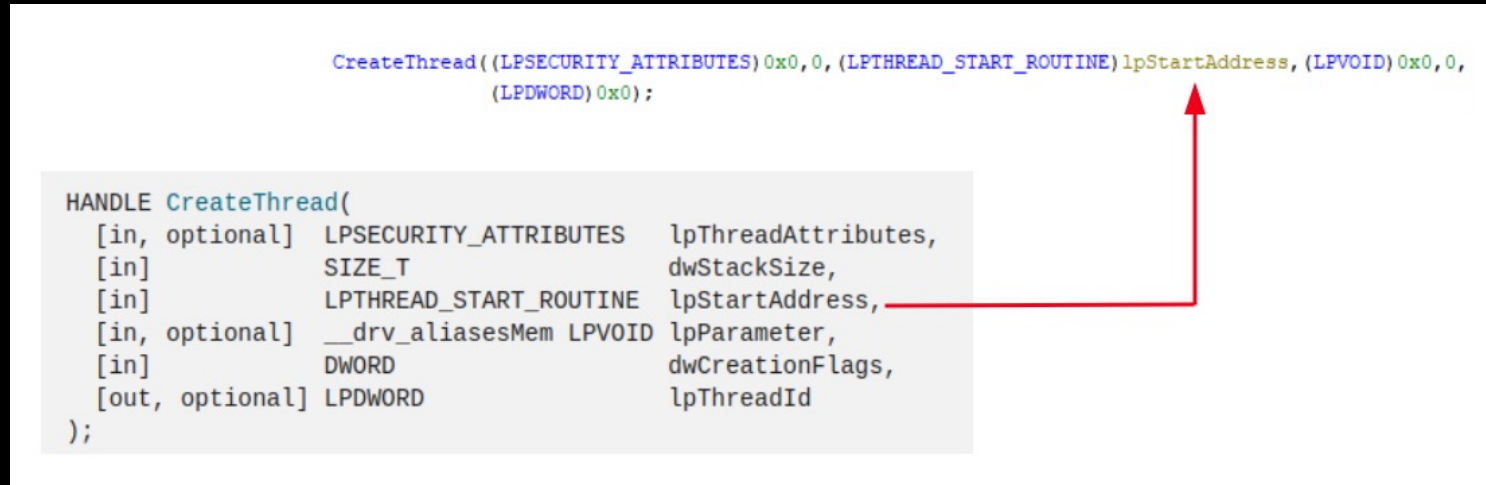 CreateThread((LPSECURITY_ATTRIBUTES)0x0,0,(LPTHREAD_START_ROUTINE)lpStartAddress,(LPVOID)0x0,0,
(LPDWORD)0x0);
HANDLE CreateThread(
  [in, optional]  LPSECURITY_ATTRIBUTES   lpThreadAttributes,
  [in]            SIZE_T                  dwStackSize,
  [in]            LPTHREAD_START_ROUTINE  lpStartAddress,
  [in, optional]  __drv_aliasesMem LPVOID lpParameter,
  [in]            DWORD                   dwCreationFlags,
  [out, optional] LPDWORD                 lpThreadId
);